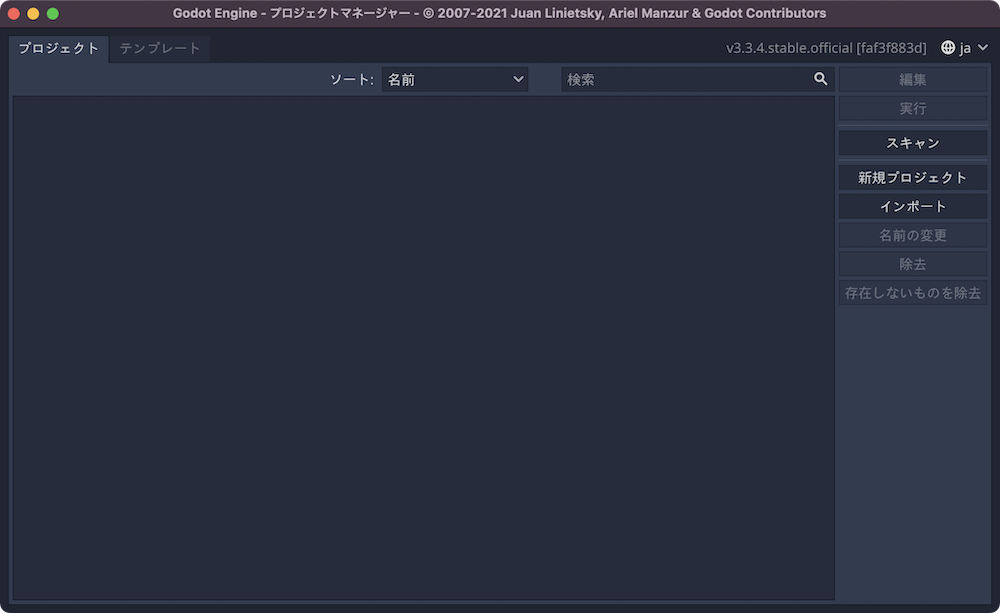 Godot Engine - プロジェクトマネージャー - © 2007-2021 Juan Linietsky, Ariel Manzur & Godot Contributors
プロジェクト テンプレート v3.3.4.stable.official [faf3f883d] ja
ソート: 名前 検索 編集
実行
スキャン
新規プロジェクト
インポート
名前の変更
除去
存在しないものを除去